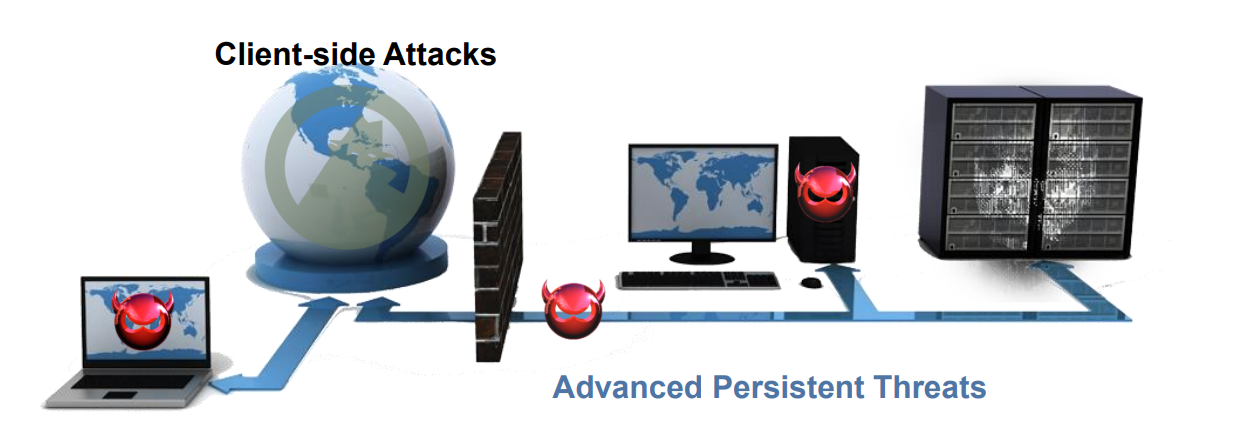 Client-side Attacks
Advanced Persistent Threats